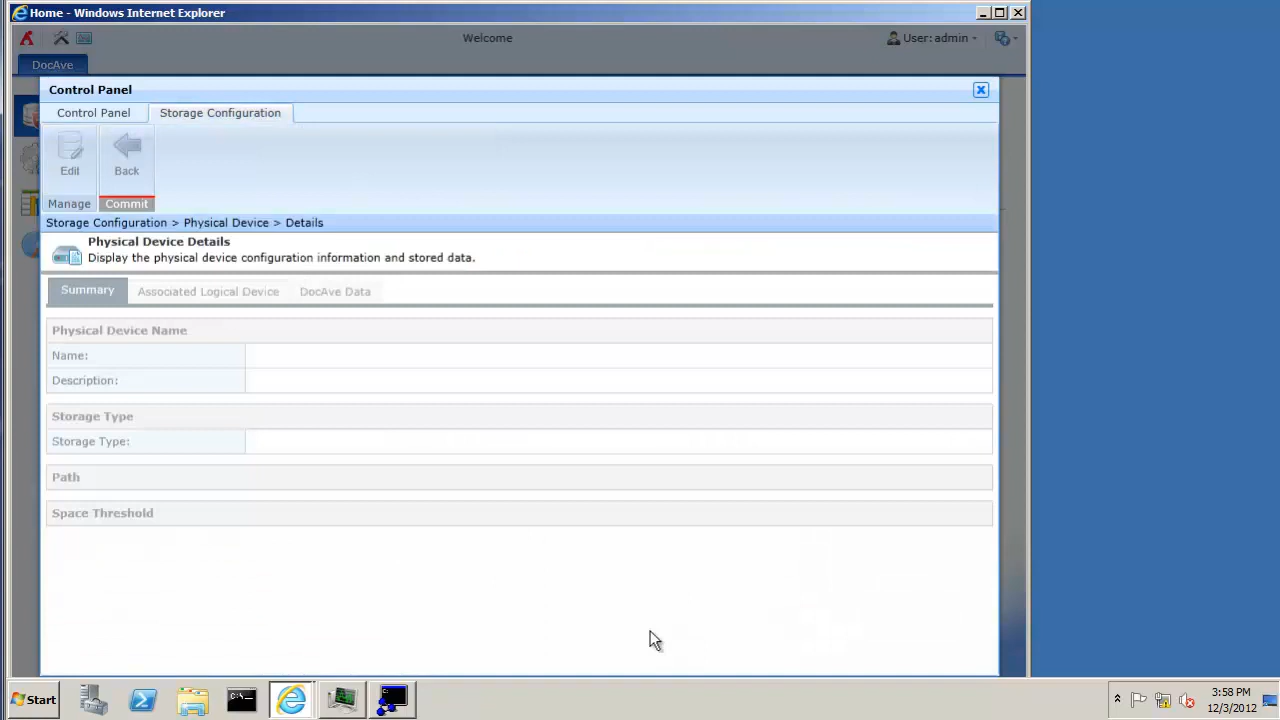 Home - Windows Internet Explorer
Welcome
User: admin
DocAve
Control Panel
Control Panel
Storage Configuration
Edit
Back
Manage
Commit
Storage Configuration > Physical Device > Details
Physical Device Details
Display the physical device configuration information and stored data.
Summary
Associated Logical Device
DocAve Data
Physical Device Name
Name:
Description:
Storage Type
Storage Type:
Path
Space Threshold
Start
3:58 PM
12/3/2012